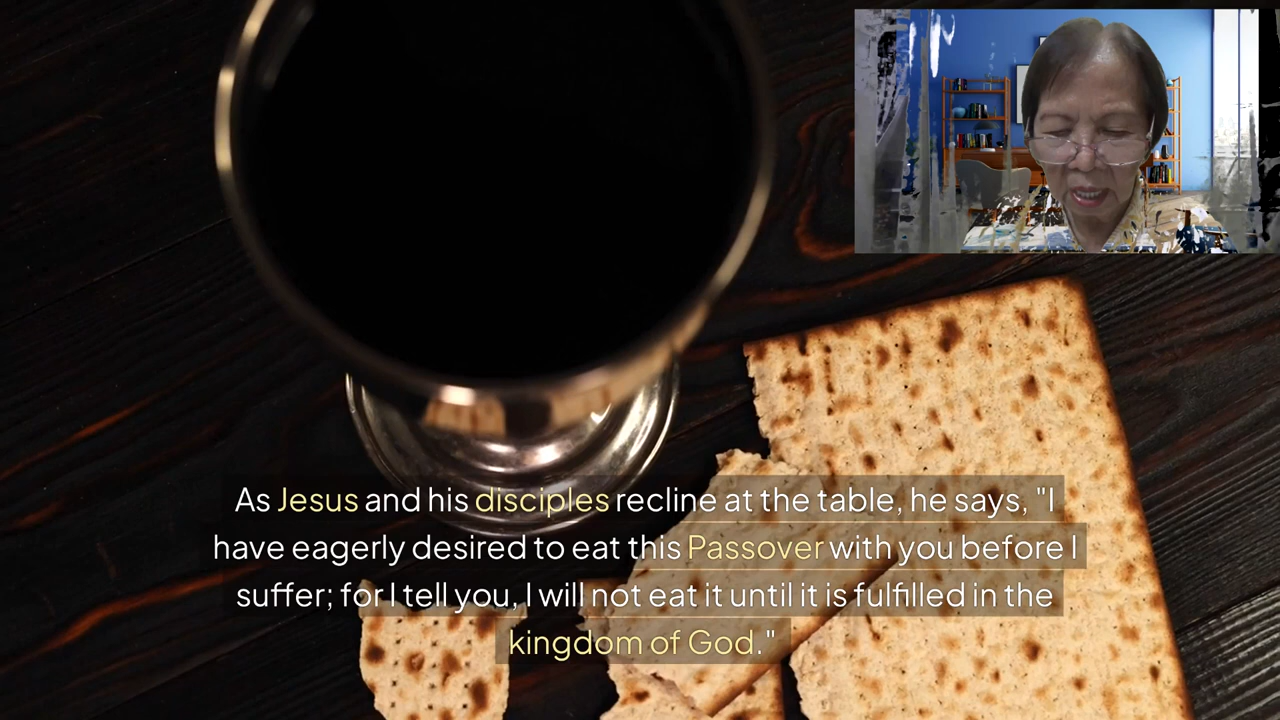 As Jesus and his disciples recline at the table, he says, "I
have eagerly desired to eat this Passover with you before I
suffer; for I tell you, I will not eat it until it is fulfilled in the
kingdom of God."